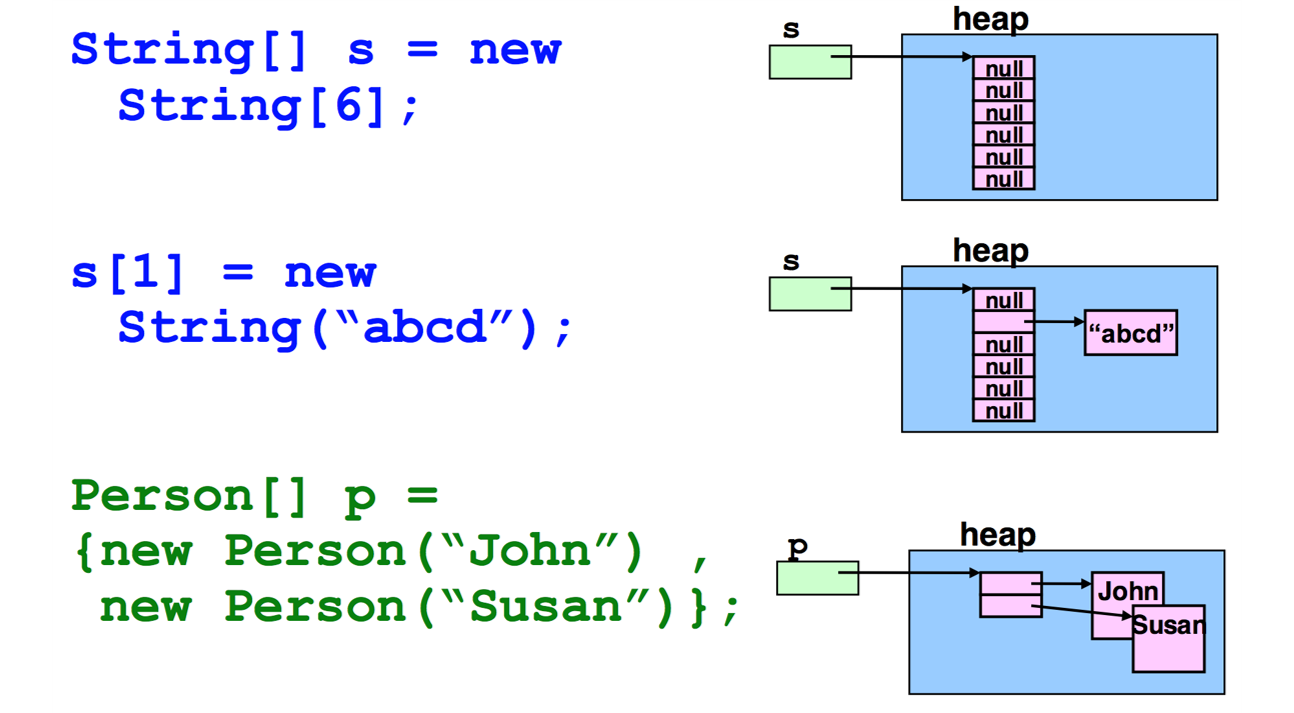 String[] s = new
String[6];
s
heap
null
null
null
null
null
null
s[1] = new
String(“abcd”);
s
heap
null
“abcd”
null
null
null
null
Person[] p =
{new Person(“John”) ,
new Person(“Susan”)};
p
heap
John
Susan